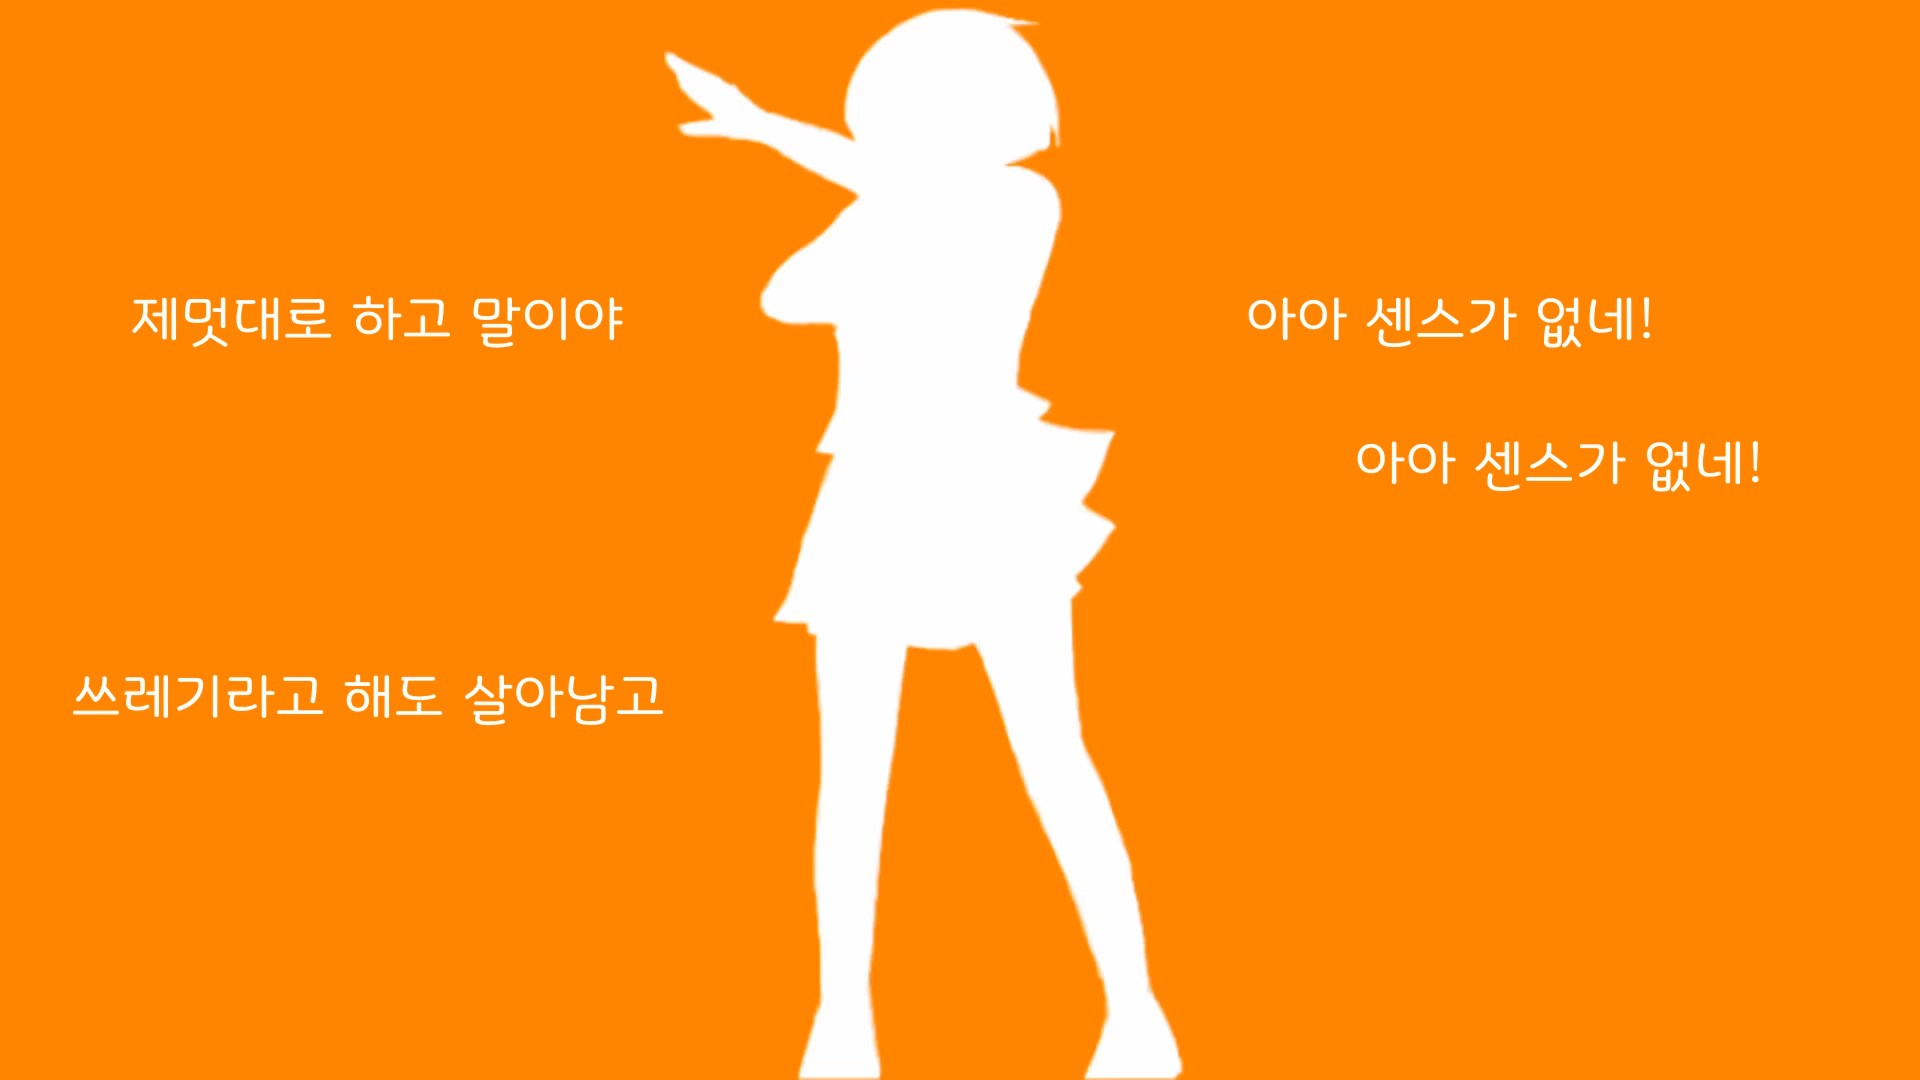 제멋대로 하고 말이야
아아 센스가 없네!
아아 센스가 없네!
쓰레기라고 해도 살아남고